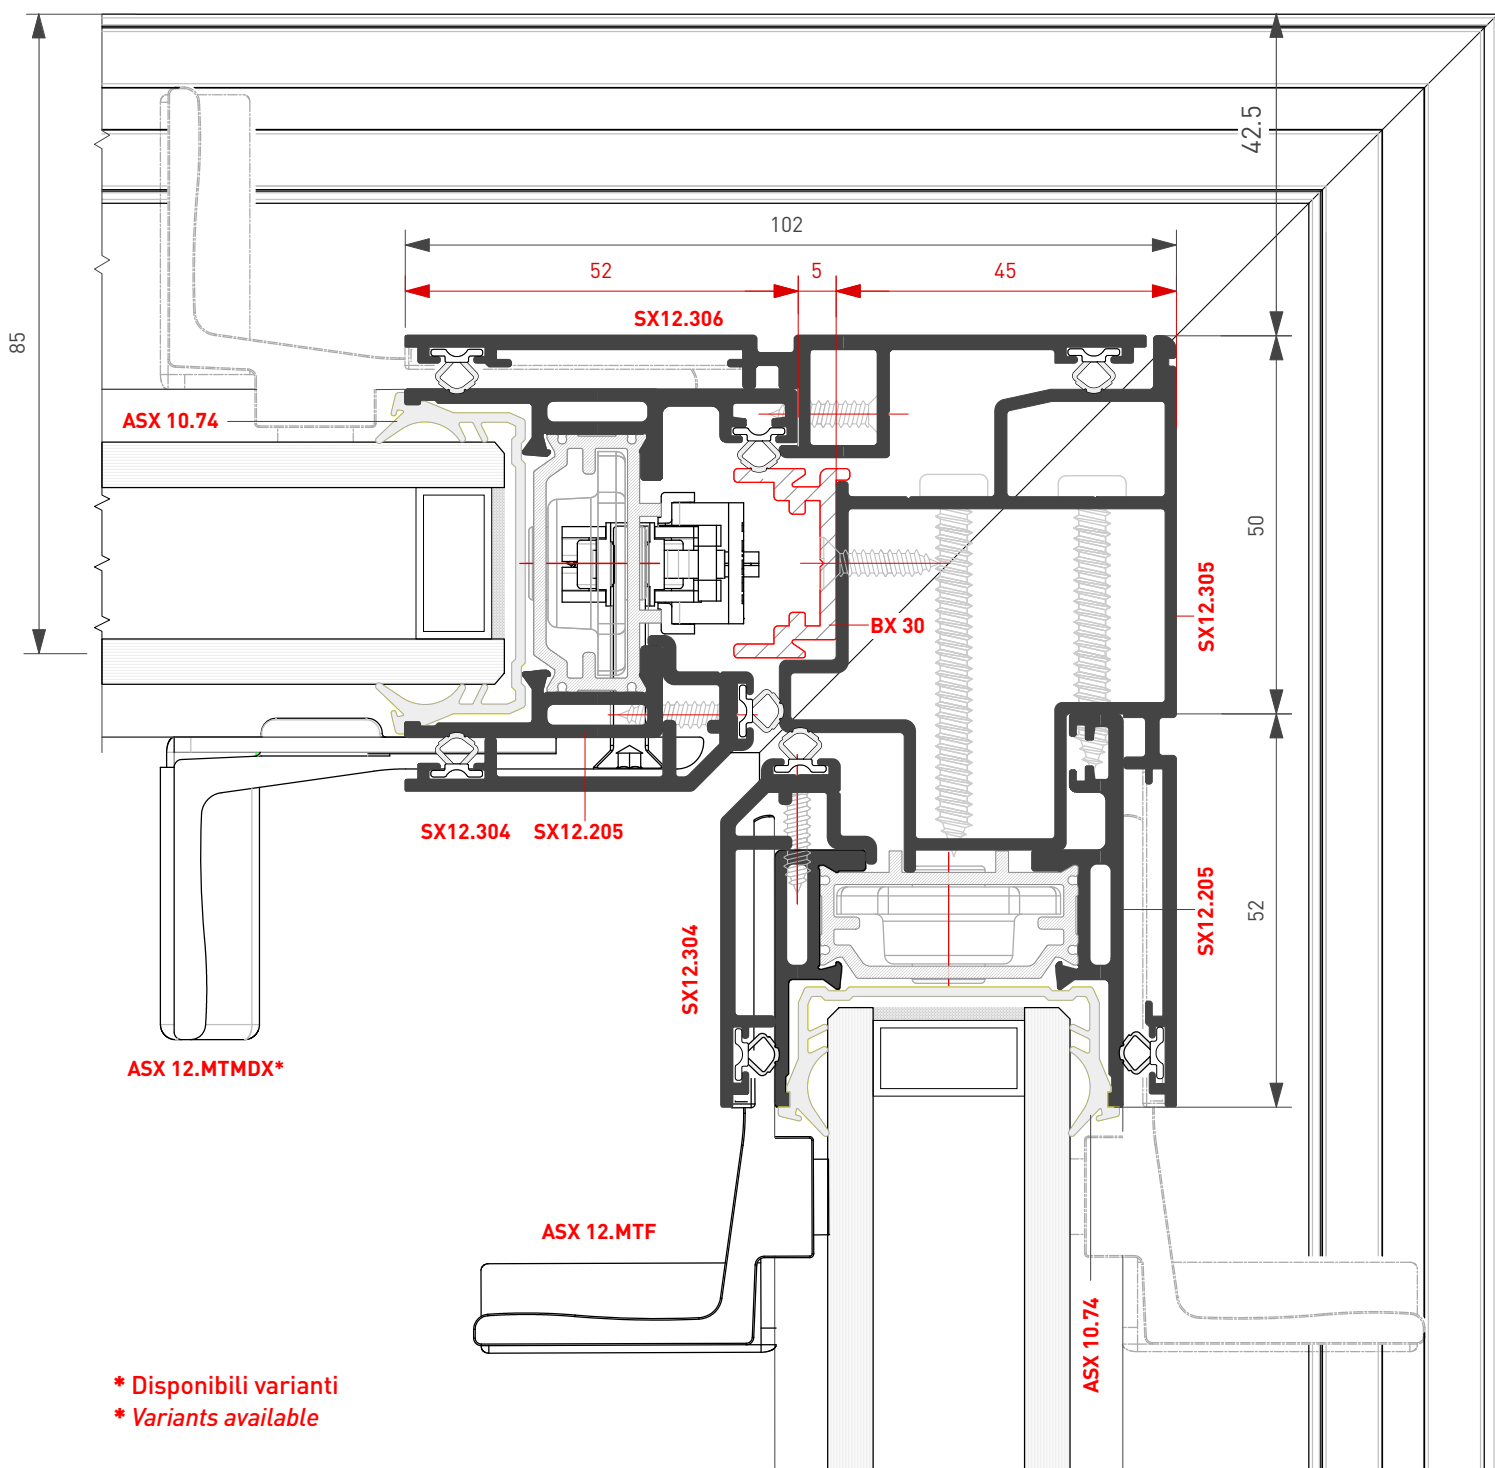 42.5
102
52
5
45
SX12.306
85
ASX 10.74
50
SX12.305
BX 30
SX12.304
SX12.205
SX12.205
52
SX12.304
ASX 12.MTMDX*
ASX 12.MTF
ASX 10.74
* Disponibili varianti
* Variants available